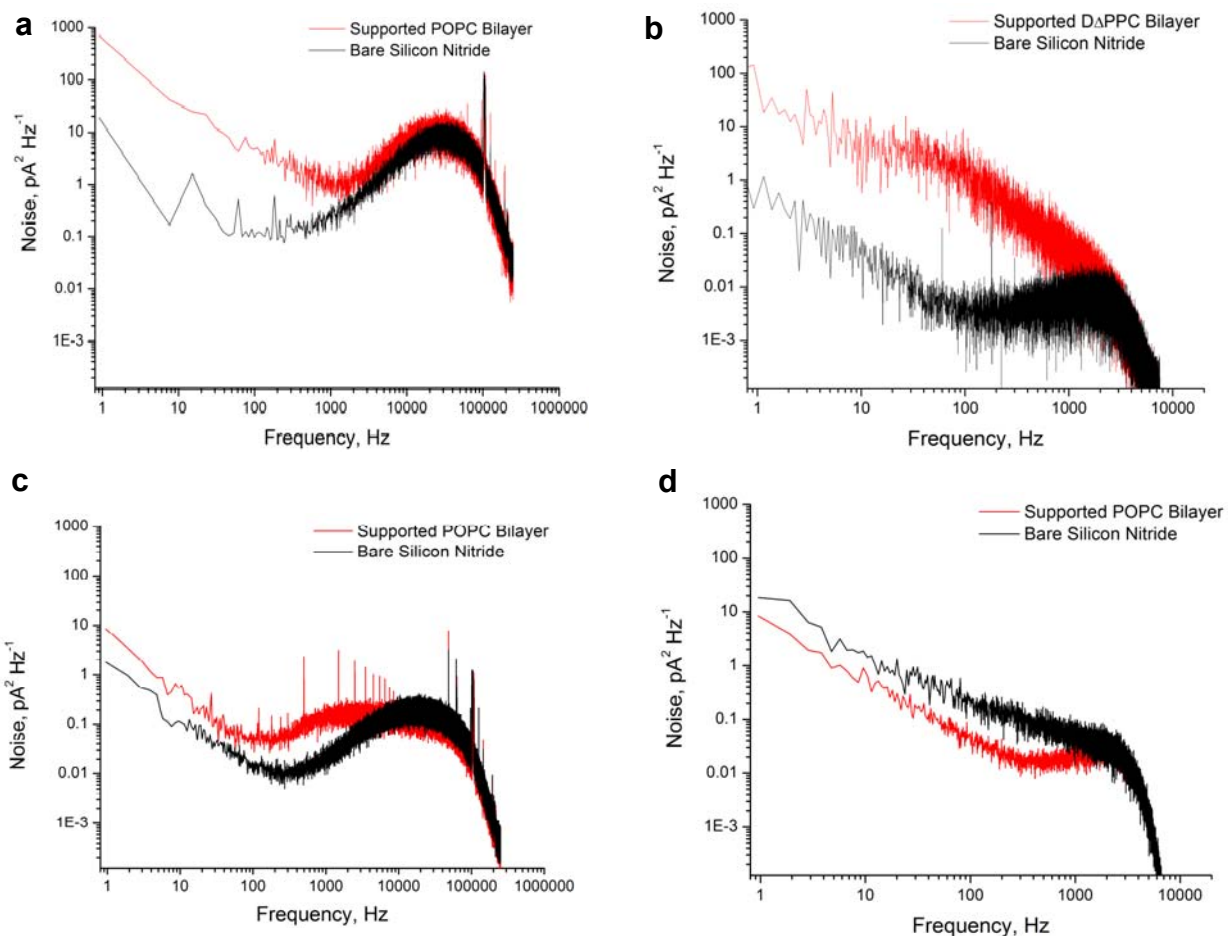 a
Supported POPC Bilayer
Bare Silicon Nitride
1000
100
10
1
0.1
0.01
1E-3
Noise, pA² Hz⁻¹
1 10 100 1000 10000 100000 1000000
Frequency, Hz
b
Supported DΔPPC Bilayer
Bare Silicon Nitride
1000
100
10
1
0.1
0.01
1E-3
Noise, pA² Hz⁻¹
1 10 100 1000 10000
Frequency, Hz
c
Supported POPC Bilayer
Bare Silicon Nitride
1000
100
10
1
0.1
0.01
1E-3
Noise, pA² Hz⁻¹
1 10 100 1000 10000 100000 1000000
Frequency, Hz
d
Supported POPC Bilayer
Bare Silicon Nitride
1000
100
10
1
0.1
0.01
1E-3
Noise, pA² Hz⁻¹
1 10 100 1000 10000
Frequency, Hz